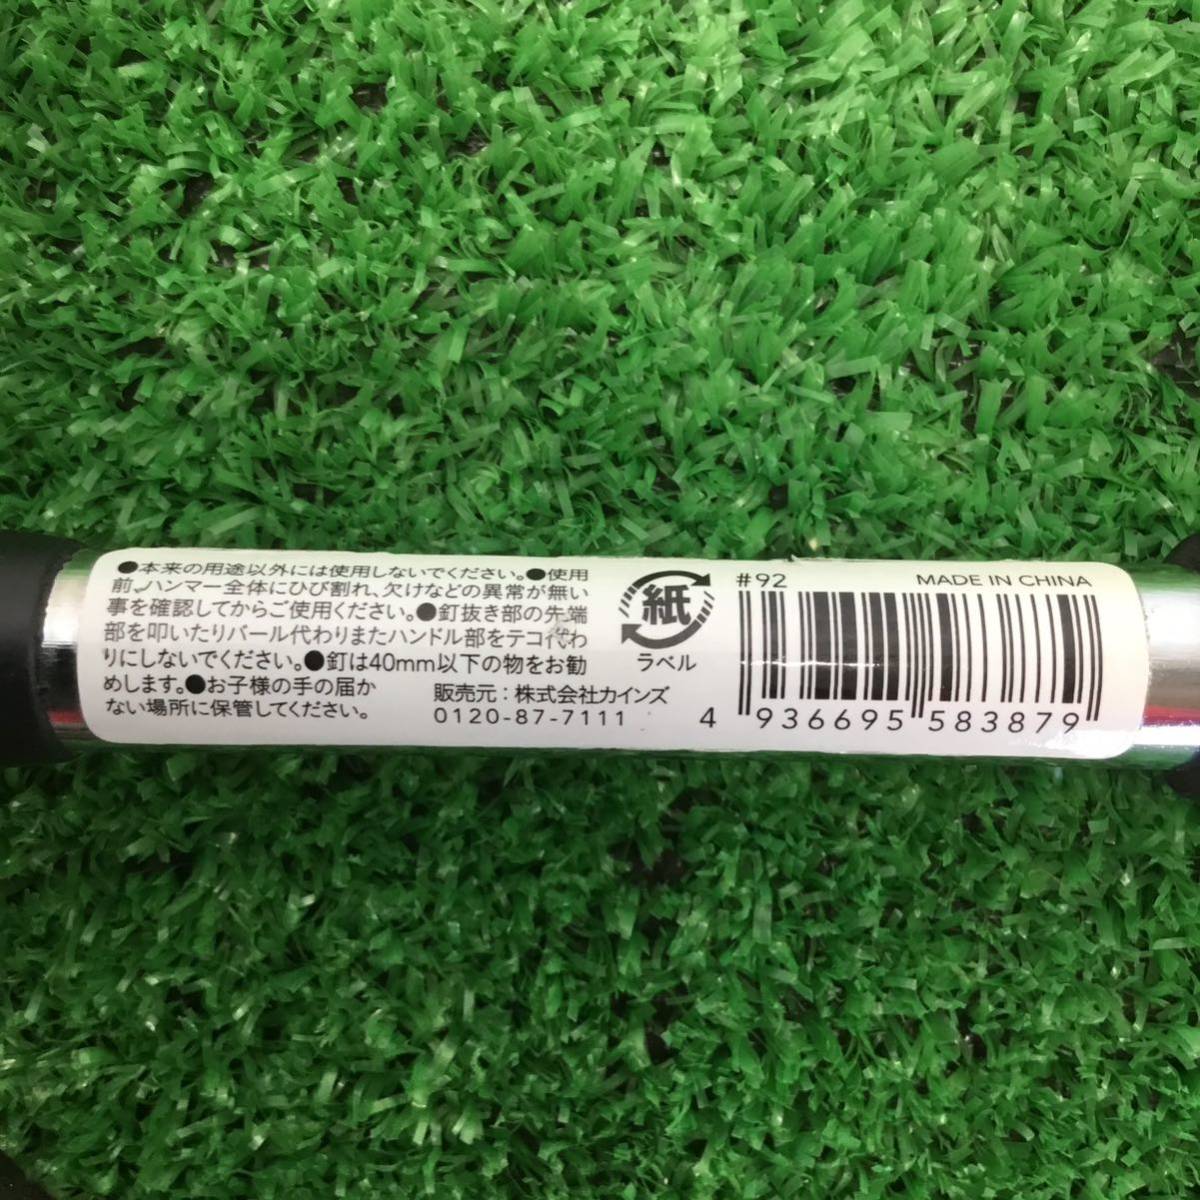 ●本来の用途以外には使用しないでください。●使用
前、ハンマー全体にひび割れ、欠けなどの異常が無い
事を確認してからご使用ください。●釘抜き部の先端
部を叩いたりバール代わりまたハンドル部をテコ代わ
りにしないでください。●釘は40mm以下の物をお勧
めします。●お子様の手の届か
ない場所に保管してください。
販売元：株式会社カインズ
0120-87-7111
紙
ラベル
#92 MADE IN CHINA
4 936695 583879